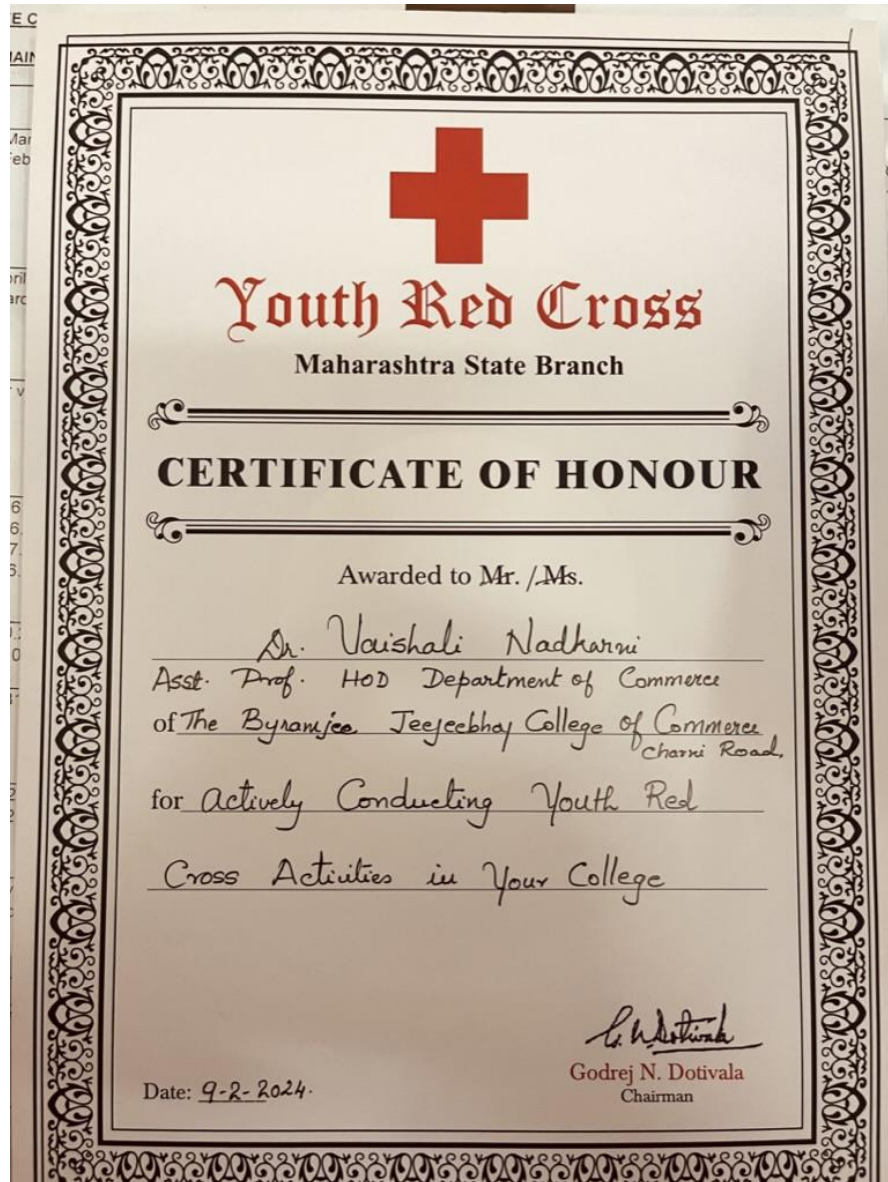 Youth Red Cross
Maharashtra State Branch
CERTIFICATE OF HONOUR
Awarded to Mr. / Ms.
Dr. Vaishali Nadkarni
Asst. Prof. HOD Department of Commerce
of The Byramjee Jeejeebhoy College of Commerce
Charni Road,
for Actively Conducting Youth Red
Cross Activities in Your College
Godrej N. Dotivala
Date: 9-2-2024.
Chairman